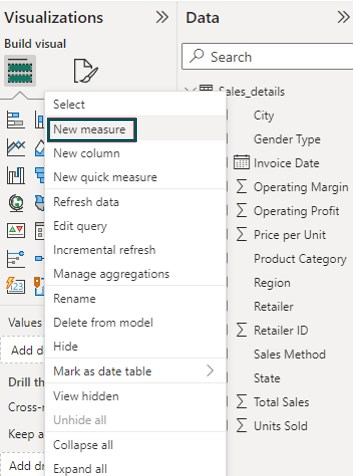 Visualizations
Data
Build visual
Search
Sales_details
Select
New measure
New column
New quick measure
Refresh data
Edit query
Incremental refresh
Manage aggregations
Rename
Delete from model
Hide
Mark as date table
View hidden
Unhide all
Collapse all
Expand all
City
Gender Type
Invoice Date
Operating Margin
Operating Profit
Price per Unit
Product Category
Region
Retailer
Retailer ID
Sales Method
State
Total Sales
Units Sold
123
Values
Add d
Drill th
Cross-r
Keep a
Add d